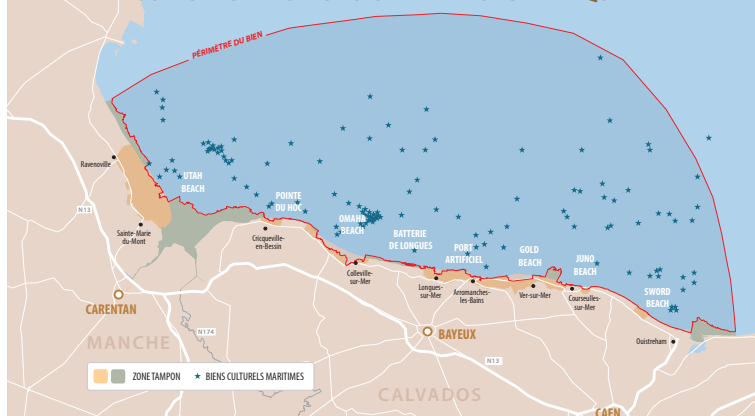 PÉRIMÈTRE DU BIEN
Ravenoville
UTAH
BEACH
POINTE
DU HOC
N13
Sainte-Marie
du-Mont
Cricqueville-
en-Bessin
OMAHA
BEACH
BATTERIE
DE LONGUES
PORT
ARTIFICIEL
GOLD
BEACH
JUNO
BEACH
SWORD
BEACH
Colleville-
sur-Mer
Longues-
sur-Mer
Arromanches-
les-Bains
Ver-sur-Mer
Courseulles-
sur-Mer
Ouistreham
CARENTAN
N174
BAYEUX
MANCHE
N13
ZONE TAMPON
BIENS CULTURELS MARITIMES
CALVADOS
CAEN